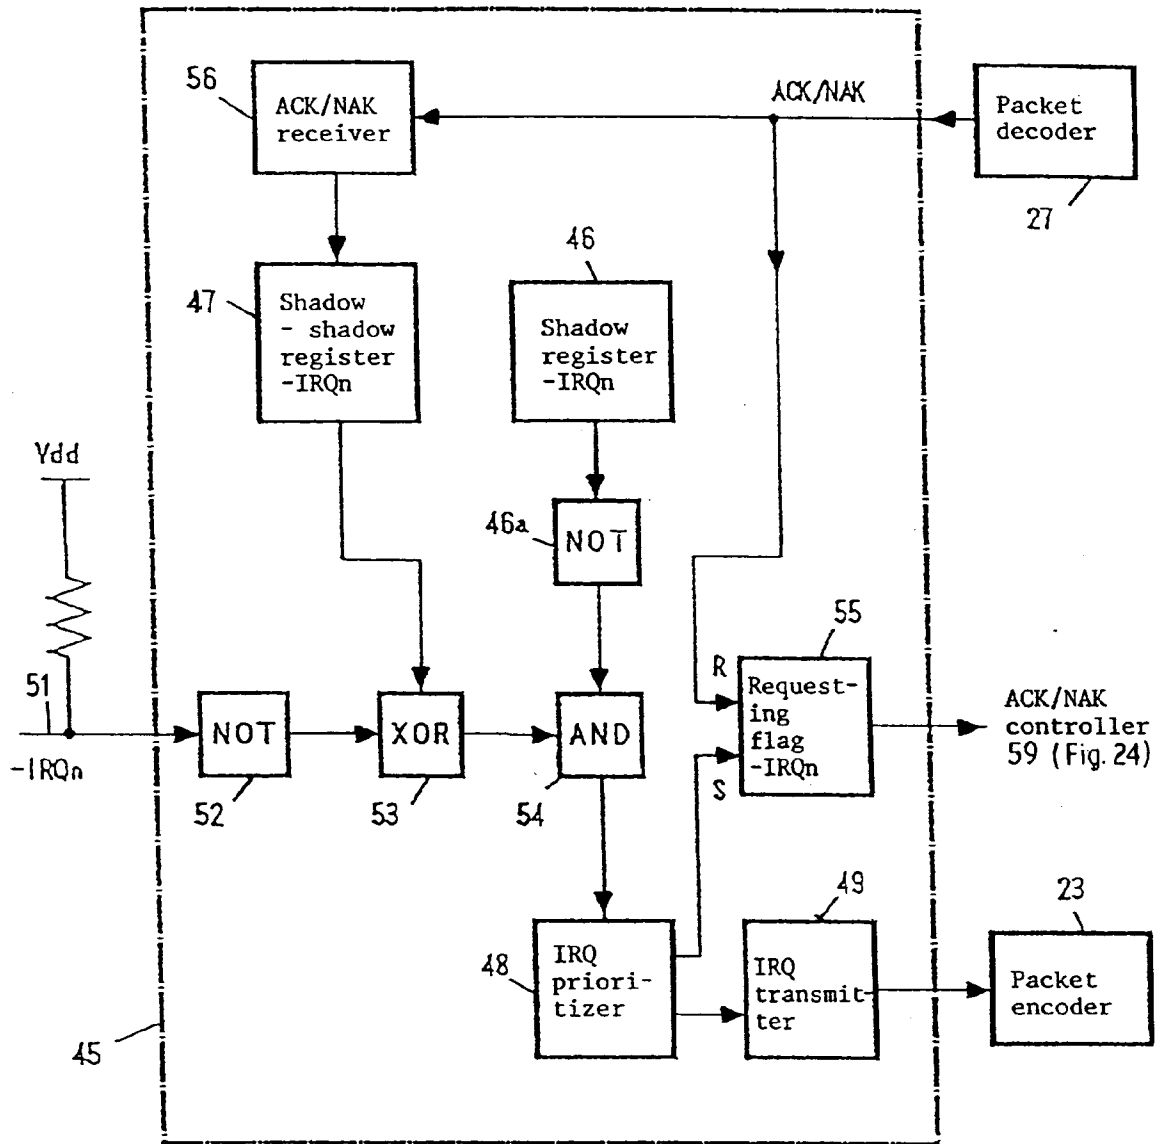 56
ACK/NAK
receiver
ACK/NAK
Packet
decoder
27
47
Shadow
- shadow
register
-IRQn
46
Shadow
register
-IRQn
Vdd
46a
NOT
51
-IRQn
NOT
52
XOR
53
AND
54
R
S
55
Request-
ing
flag
-IRQn
ACK/NAK
controller
59 (Fig. 24)
48
IRQ
priori-
tizer
49
IRQ
transmit-
ter
23
Packet
encoder
45